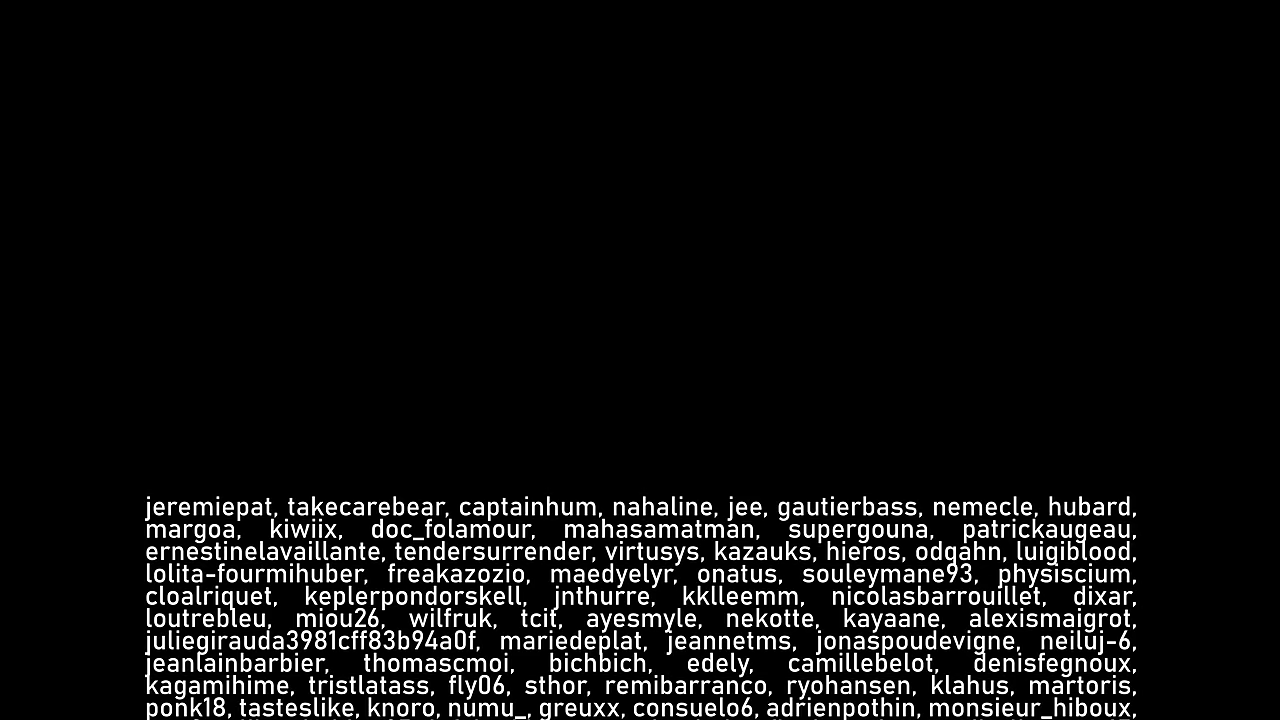 jeremiepat, takecarebear, captainhum, nahaline, jee, gautierbass, nemecle, hubard,
margoa, kiwiix, doc_folamour, mahasamatman, supergouna, patrickaugeau,
ernestinelavaillante, tendersurrender, virtusys, kazauks, hieros, odgahn, luigiblood,
lolita-fourmihuber, freakazozio, maedyelyr, onatus, souleymane93, physiscium,
cloalriquet, keplerpondorskell, jnthurre, kklleemm, nicolasbarrouillet, dixar,
loutrebleu, miou26, wilfruk, tcit, ayesmyle, nekotte, kayaane, alexismaigrot,
juliegirauda3981cff83b94a0f, mariedeplat, jeannetms, jonaspoudevigne, neiluj-6,
jeanlainbarbier, thomascmoi, bichbich, edely, camillebelot, denisfegnoux,
kagamihime, tristlatass, fly06, sthor, remibarranco, ryohansen, klahus, martoris,
ponk18, tasteslike, knoro, numu_, greuxx, consuelo6, adrienpothin, monsieur_hiboux,